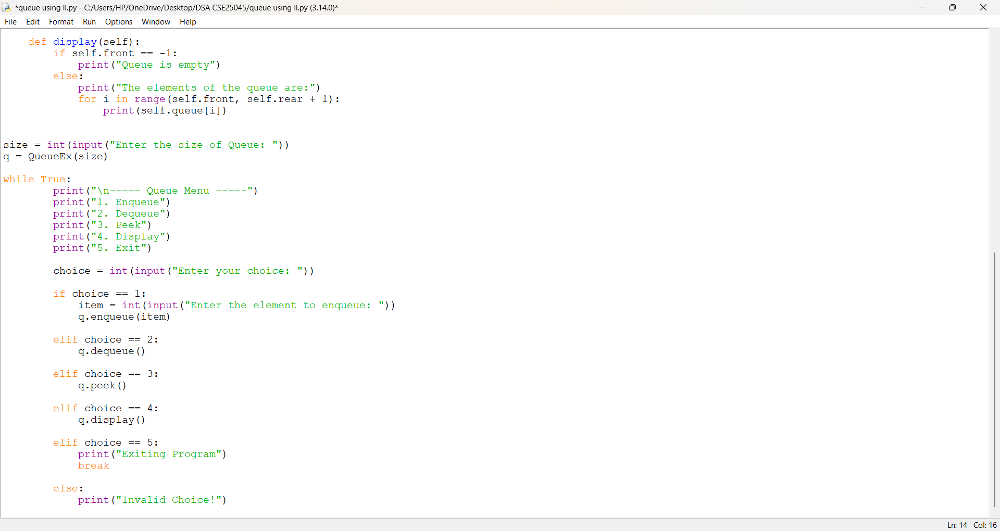 *queue using ll.py - C:/Users/HP/OneDrive/Desktop/DSA CSE25045/queue using ll.py (3.14.0)*
File Edit Format Run Options Window Help
    def display(self):
        if self.front == -1:
            print("Queue is empty")
        else:
            print("The elements of the queue are:")
            for i in range(self.front, self.rear + 1):
                print(self.queue[i])
size = int(input("Enter the size of Queue: "))
q = QueueEx(size)
while True:
        print("\n----- Queue Menu -----")
        print("1. Enqueue")
        print("2. Dequeue")
        print("3. Peek")
        print("4. Display")
        print("5. Exit")
        choice = int(input("Enter your choice: "))
        if choice == 1:
            item = int(input("Enter the element to enqueue: "))
            q.enqueue(item)
        elif choice == 2:
            q.dequeue()
        elif choice == 3:
            q.peek()
        elif choice == 4:
            q.display()
        elif choice == 5:
            print("Exiting Program")
            break
        else:
            print("Invalid Choice!")
Ln: 14 Col: 16